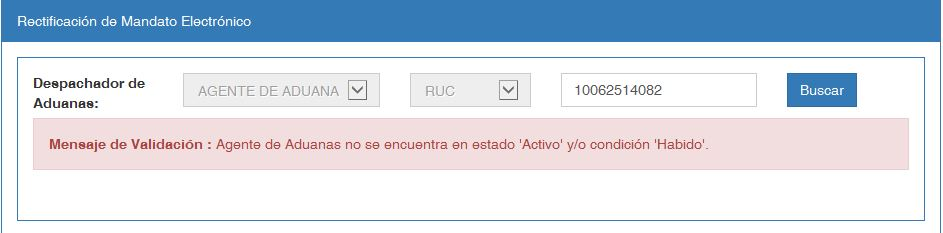 Rectificación de Mandato Electrónico
Despachador de Aduanas:
AGENTE DE ADUANA
RUC
10062514082
Buscar
Mensaje de Validación : Agente de Aduanas no se encuentra en estado 'Activo' y/o condición 'Habido'.